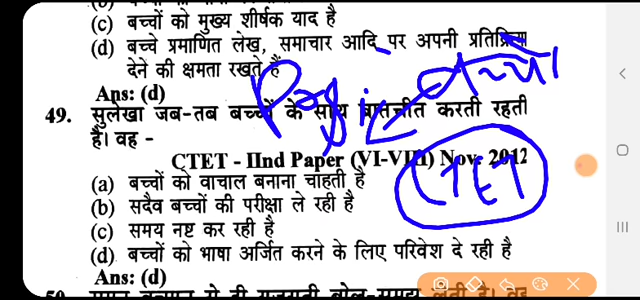 (c) बच्चों को मुख्य शीर्षक याद है
(d) बच्चे प्रमाणित लेख, समाचार आदि पर अपनी प्रतिक्रिया
देने की क्षमता रखते हैं
Ans: (d)
49. सुलेखा जब-तब बच्चों के साथ बातचीत करती रहती
है। वह -
CTET - IInd Paper (VI-VIII) Nov. 2012
CTET
(a) बच्चों को वाचाल बनाना चाहती है
(b) सदैव बच्चों की परीक्षा ले रही है
(c) समय नष्ट कर रही है
(d) बच्चों को भाषा अर्जित करने के लिए परिवेश दे रही है
Ans: (d)